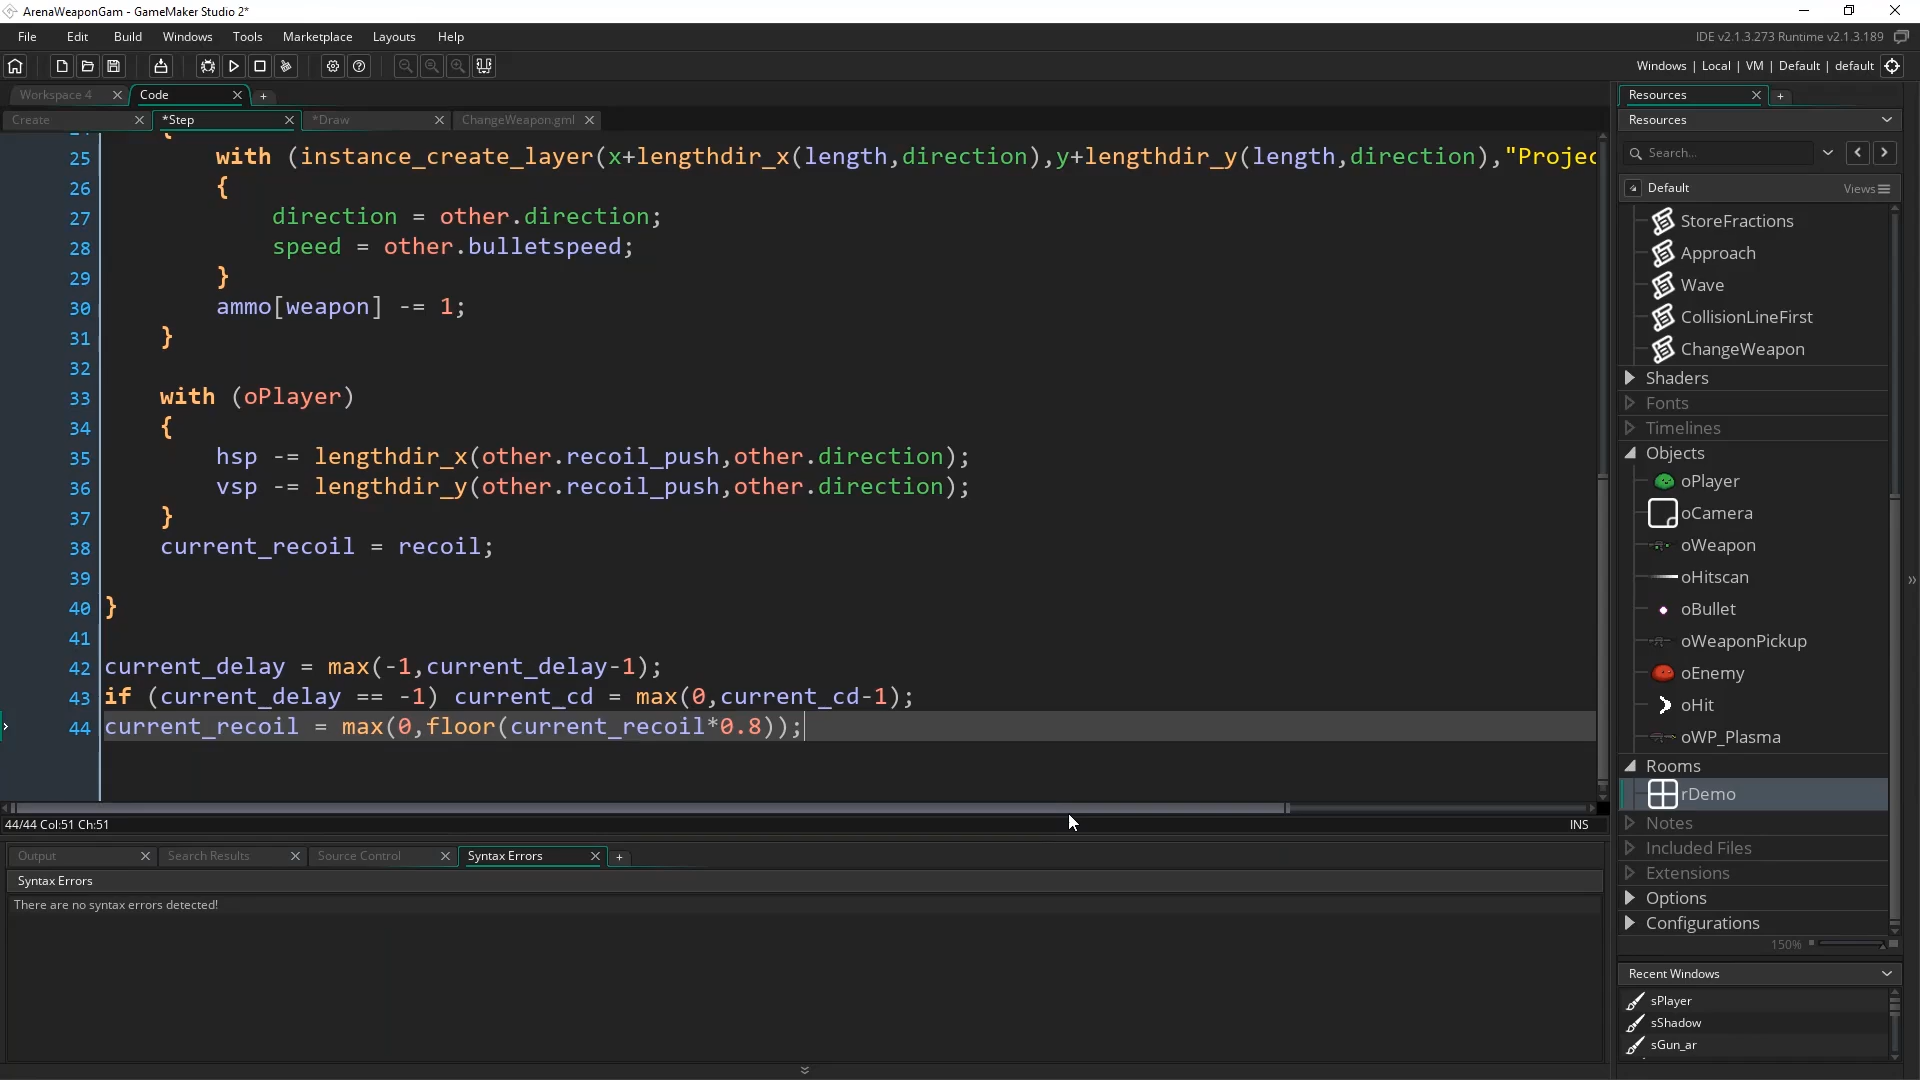 ArenaWeaponGam - GameMaker Studio 2*
File Edit Build Windows Tools Marketplace Layouts Help
IDE v2.1.3.273 Runtime v2.1.3.189
Windows | Local | VM | Default | default
Workspace 4 Code
Create *Step *Draw ChangeWeapon.gml
25 with (instance_create_layer(x+lengthdir_x(length,direction),y+lengthdir_y(length,direction),"Projec
26 {
27 direction = other.direction;
28 speed = other.bulletspeed;
29 }
30 ammo[weapon] -= 1;
31 }
32
33 with (oPlayer)
34 {
35 hsp -= lengthdir_x(other.recoil_push,other.direction);
36 vsp -= lengthdir_y(other.recoil_push,other.direction);
37 }
38 current_recoil = recoil;
39
40 }
41
42 current_delay = max(-1,current_delay-1);
43 if (current_delay == -1) current_cd = max(0,current_cd-1);
44 current_recoil = max(0,floor(current_recoil*0.8));
44/44 Col:51 Ch:51
INS
Output Search Results Source Control Syntax Errors
Syntax Errors
There are no syntax errors detected!
Resources
Resources
Search...
Default
Views
StoreFractions
Approach
Wave
CollisionLineFirst
ChangeWeapon
Shaders
Fonts
Timelines
Objects
oPlayer
oCamera
oWeapon
oHitscan
oBullet
oWeaponPickup
oEnemy
oHit
oWP_Plasma
Rooms
rDemo
Notes
Included Files
Extensions
Options
Configurations
150%
Recent Windows
sPlayer
sShadow
sGun_ar